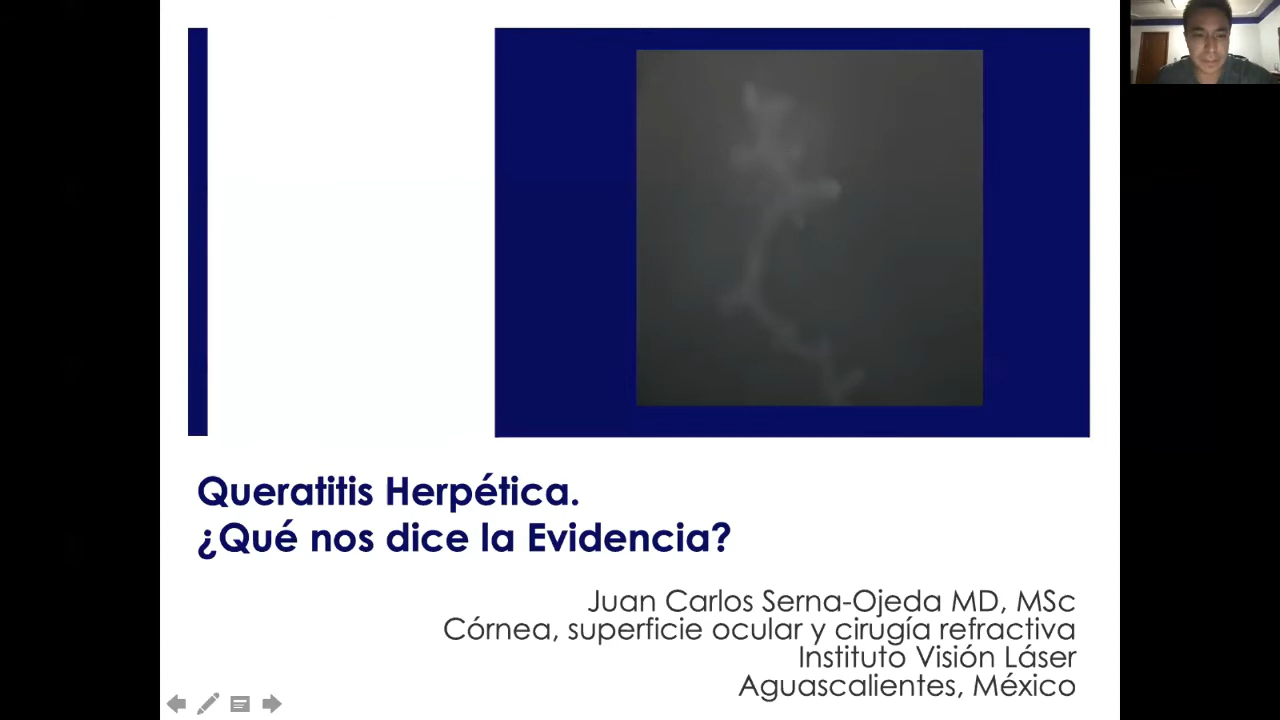 Queratitis Herpética.
¿Qué nos dice la Evidencia?
Juan Carlos Serna-Ojeda MD, MSc
Córnea, superficie ocular y cirugía refractiva
Instituto Visión Láser
Aguascalientes, México